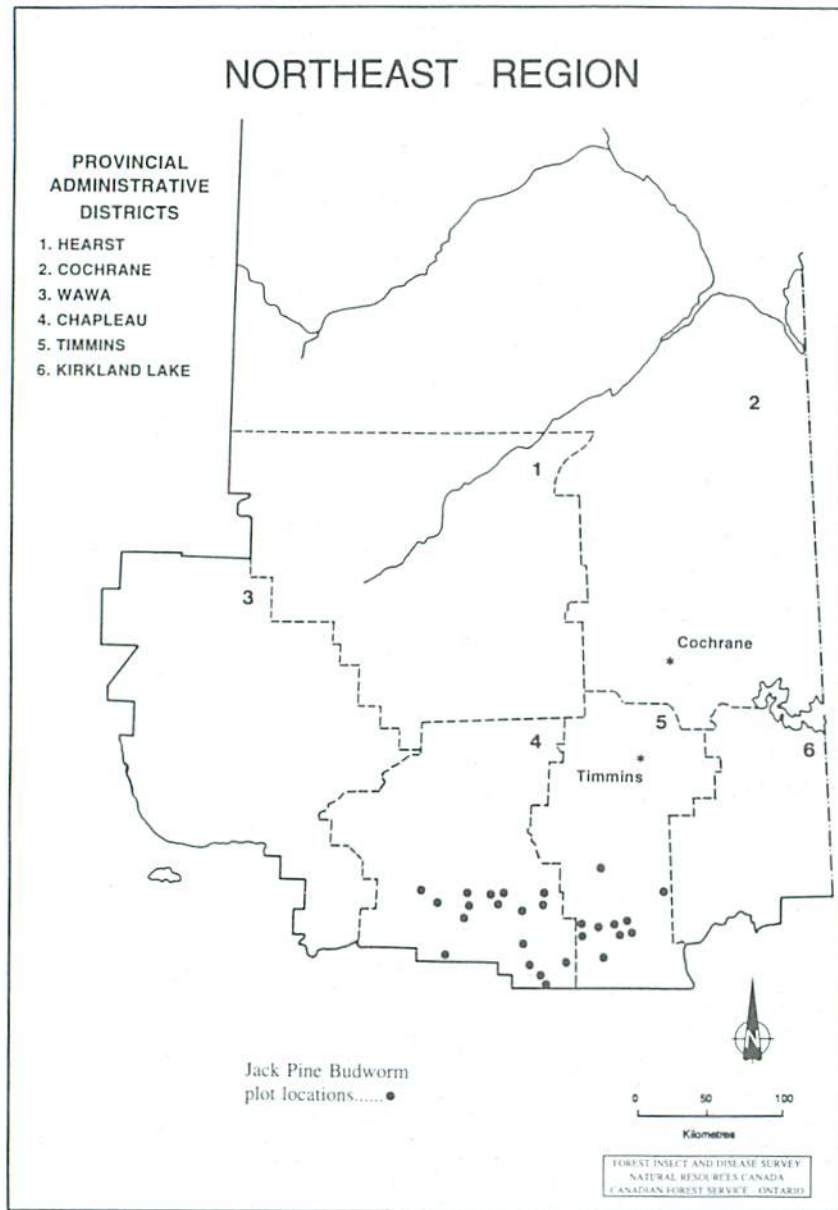 NORTHEAST REGION
PROVINCIAL
ADMINISTRATIVE
DISTRICTS
1. HEARST
2. COCHRANE
3. WAWA
4. CHAPLEAU
5. TIMMINS
6. KIRKLAND LAKE
2
1
3
Cochrane
*
5
4
6
*
Timmins
N
Jack Pine Budworm
plot locations......●
0 50 100
Kilometres
FOREST INSECT AND DISEASE SURVEY
NATURAL RESOURCES CANADA
CANADIAN FOREST SERVICE - ONTARIO